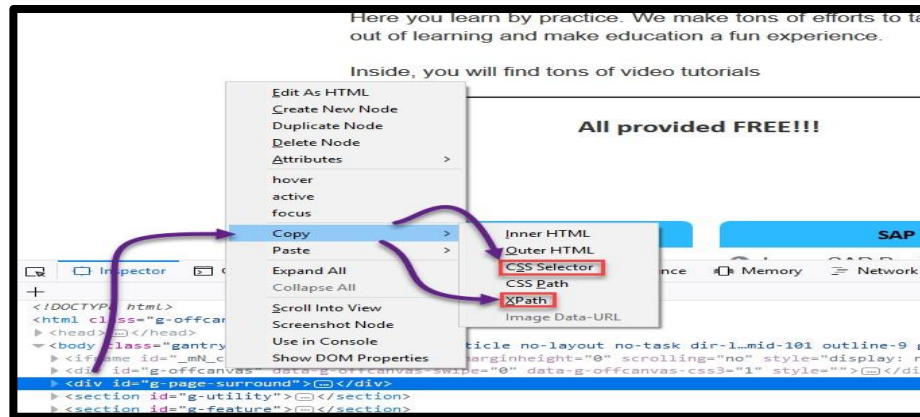 Here you learn by practice. We make tons of efforts to ta
out of learning and make education a fun experience.
Inside, you will find tons of video tutorials
All provided FREE!!!
SAP
Edit As HTML
Create New Node
Duplicate Node
Delete Node
Attributes >
hover
active
focus
Copy >
Paste >
Expand All
Collapse All
Scroll Into View
Screenshot Node
Use in Console
Show DOM Properties
Inner HTML
Outer HTML
CSS Selector
CSS Path
XPath
Image Data-URL
Inspector nce Memory Network
+
<!DOCTYPE html>
<html class="g-offcan
<head>…</head>
<body class="gantry ticle no-layout no-task dir-l…mid-101 outline-9
<iframe id="_mN_c marginheight="0" scrolling="no" style="display:
<div id="g-offcanvas" data-g-offcanvas-swipe="0" data-g-offcanvas-css3="1" style="">…</di
<div id="g-page-surround">…</div>
<section id="g-utility">…</section>
<section id="g-feature">…</section>